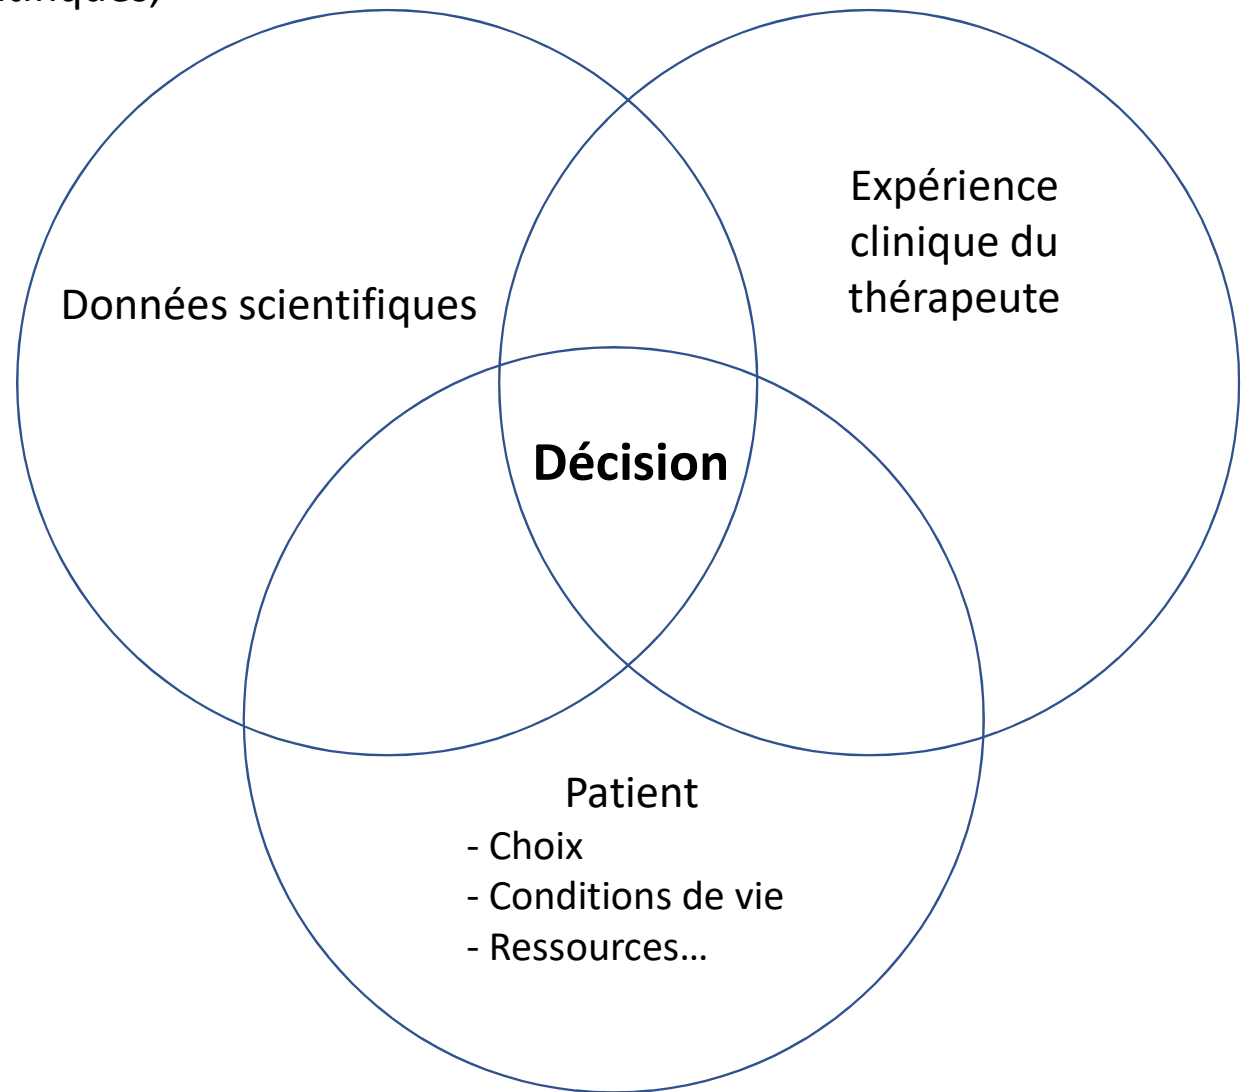 Données scientifiques
Expérience
clinique du
thérapeute
Décision
Patient
- Choix
- Conditions de vie
- Ressources...